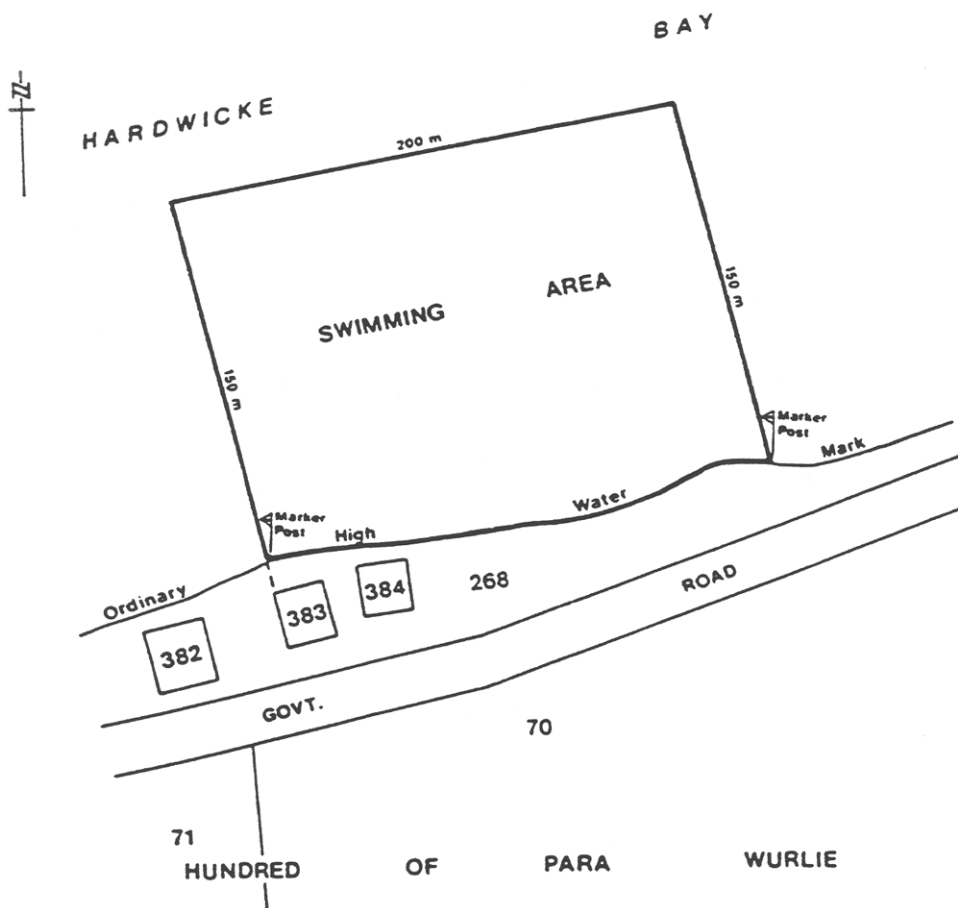 BAY
N
HARDWICKE
200 m
SWIMMING AREA
150 m
150 m
Marker
Post
Mark
Water
Marker
Post
High
Ordinary
382
383
384
268
ROAD
GOVT.
70
71
HUNDRED OF PARA WURLIE